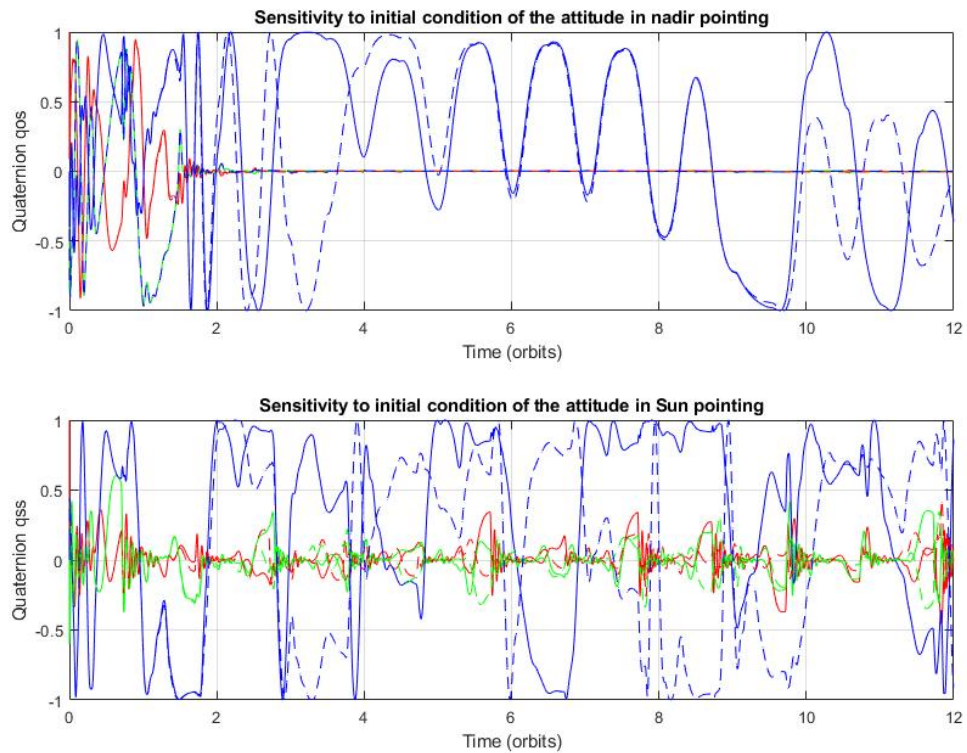 Sensitivity to initial condition of the attitude in nadir pointing
1
0.5
0
-0.5
-1
Quaternion qos
0 2 4 6 8 10 12
Time (orbits)
Sensitivity to initial condition of the attitude in Sun pointing
1
0.5
0
-0.5
-1
Quaternion qss
0 2 4 6 8 10 12
Time (orbits)